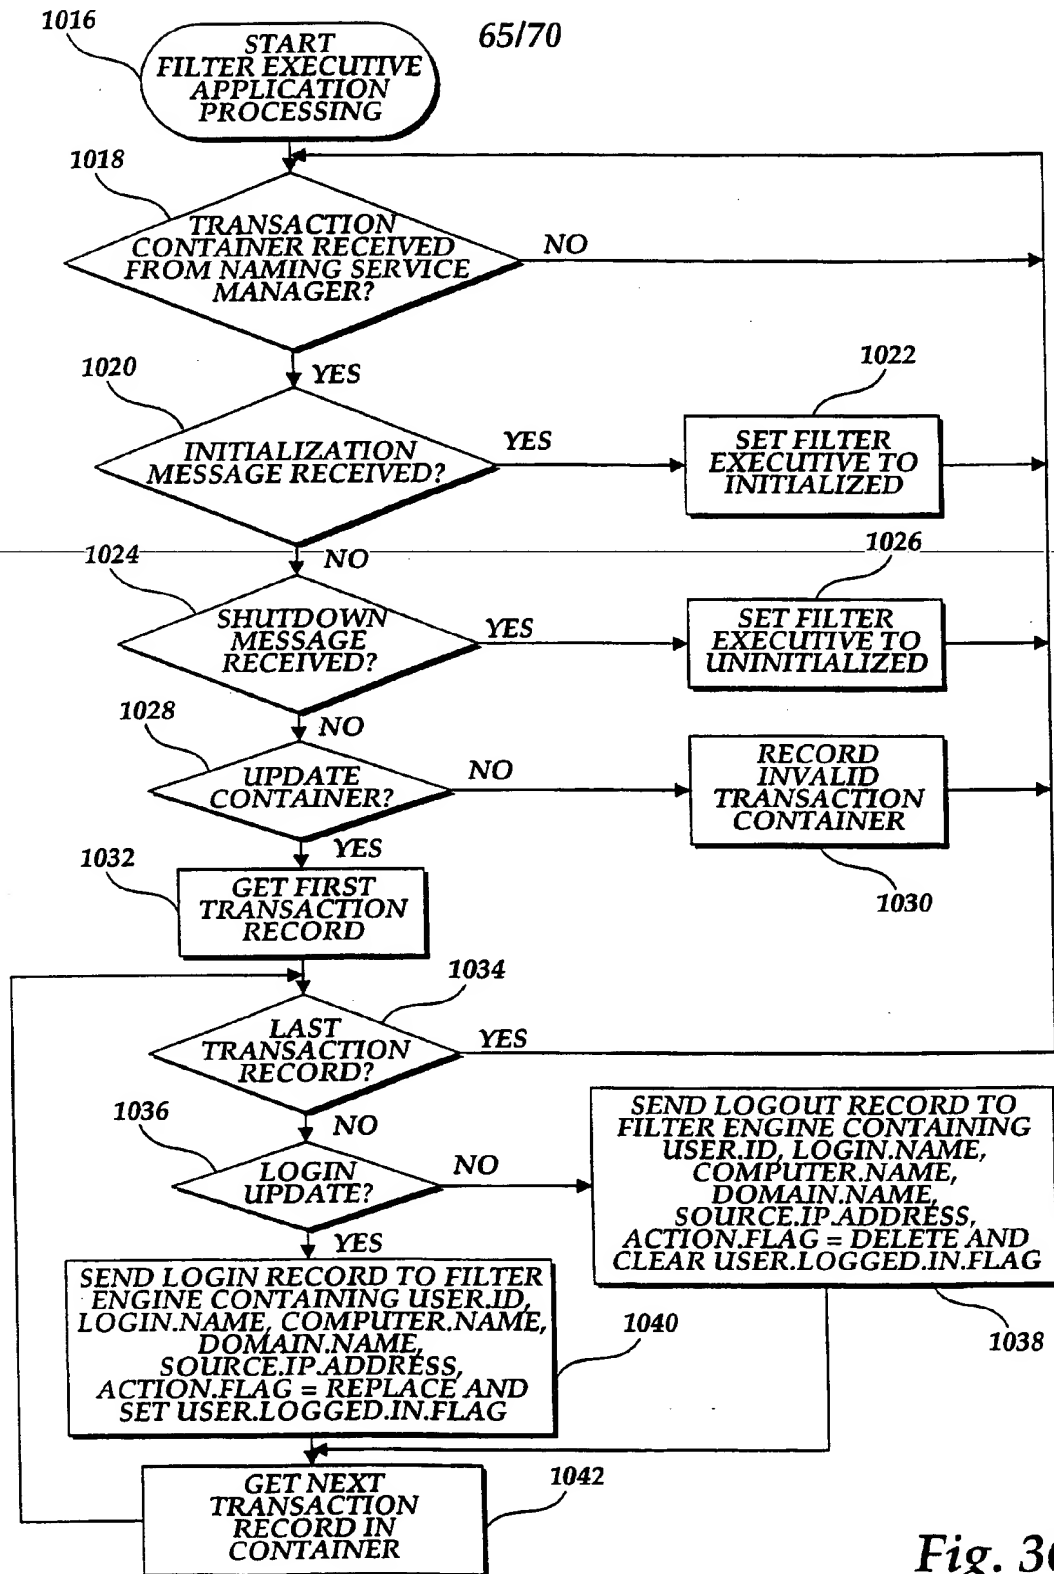 1016
65/70
START
FILTER EXECUTIVE
APPLICATION
PROCESSING
1018
TRANSACTION
CONTAINER RECEIVED
FROM NAMING SERVICE
MANAGER?
NO
YES
1020
INITIALIZATION
MESSAGE RECEIVED?
YES
1022
SET FILTER
EXECUTIVE TO
INITIALIZED
NO
1024
SHUTDOWN
MESSAGE
RECEIVED?
YES
1026
SET FILTER
EXECUTIVE TO
UNINITIALIZED
NO
1028
UPDATE
CONTAINER?
NO
RECORD
INVALID
TRANSACTION
CONTAINER
1030
YES
1032
GET FIRST
TRANSACTION
RECORD
1034
LAST
TRANSACTION
RECORD?
YES
NO
1036
LOGIN
UPDATE?
NO
SEND LOGOUT RECORD TO
FILTER ENGINE CONTAINING
USER.ID, LOGIN.NAME,
COMPUTER.NAME,
DOMAIN.NAME,
SOURCE.IP.ADDRESS,
ACTION.FLAG = DELETE AND
CLEAR USER.LOGGED.IN.FLAG
1038
YES
SEND LOGIN RECORD TO FILTER
ENGINE CONTAINING USER.ID,
LOGIN.NAME, COMPUTER.NAME,
DOMAIN.NAME,
SOURCE.IP.ADDRESS,
ACTION.FLAG = REPLACE AND
SET USER.LOGGED.IN.FLAG
1040
GET NEXT
TRANSACTION
RECORD IN
CONTAINER
1042
Fig.